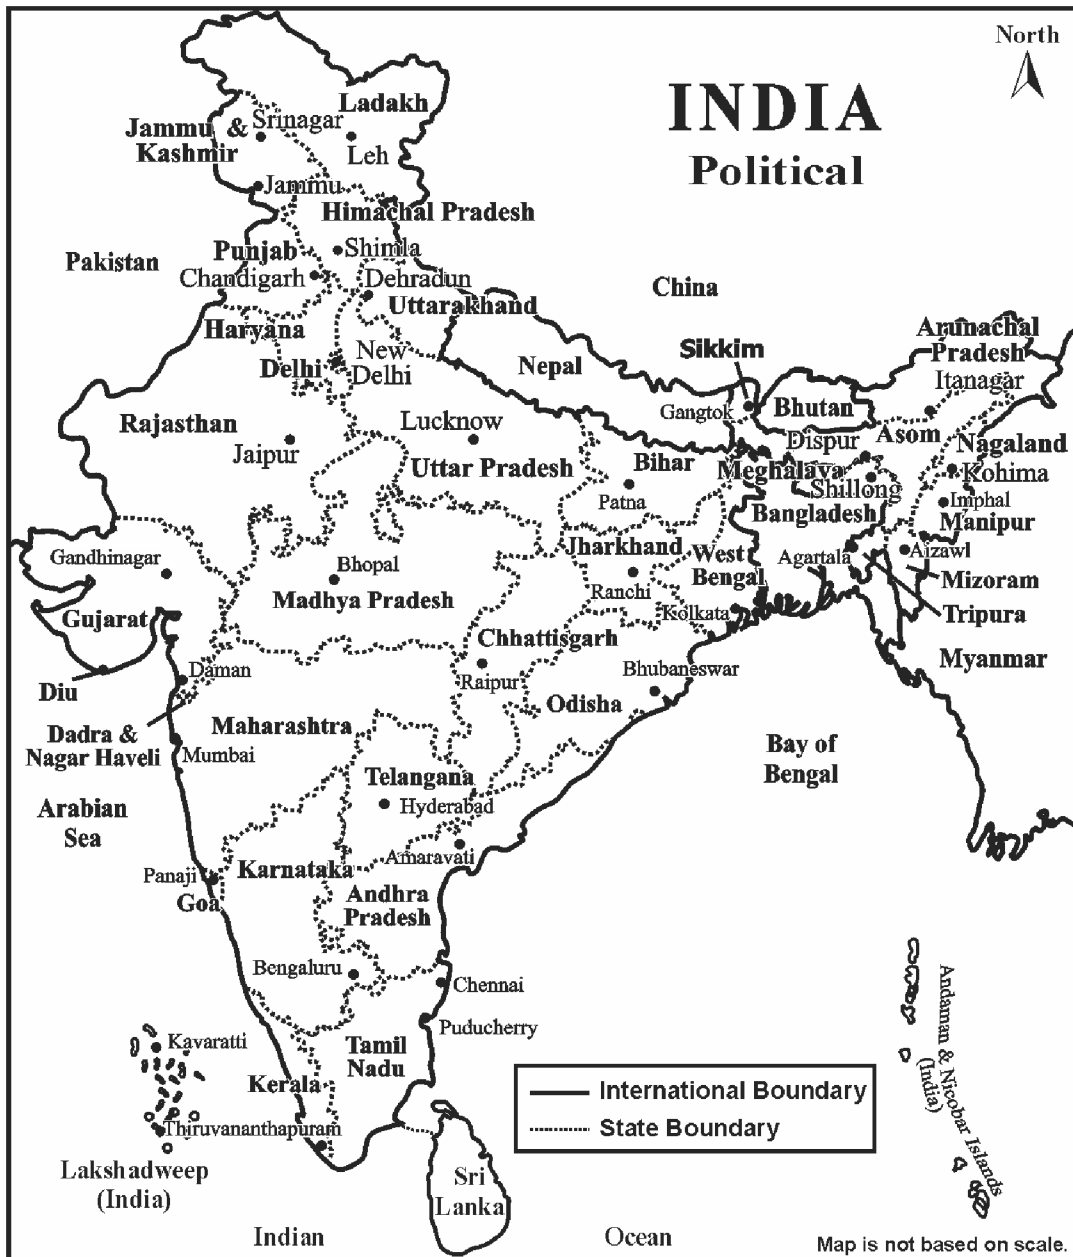 North
INDIA
Political
Ladakh
Srinagar
Jammu &
Kashmir
Leh
Jammu
Himachal Pradesh
Punjab
Shimla
Pakistan
Chandigarh
Dehradun
Uttarakhand
China
Haryana
Arunachal
Pradesh
Sikkim
New
Delhi
Delhi
Nepal
Itanagar
Gangtok
Bhutan
Rajasthan
Lucknow
Dispur
Asom
Nagaland
Jaipur
Uttar Pradesh
Bihar
Meghalaya
Kohima
Patna
Shillong
Imphal
Bangladesh
Manipur
Gandhinagar
Bhopal
Jharkhand
West
Bengal
Agartala
Aizawl
Madhya Pradesh
Ranchi
Mizoram
Gujarat
Kolkata
Tripura
Chhattisgarh
Daman
Raipur
Bhubaneswar
Myanmar
Diu
Odisha
Dadra &
Nagar Haveli
Maharashtra
Mumbai
Bay of
Bengal
Telangana
Arabian
Sea
Hyderabad
Amaravati
Karnataka
Panaji
Goa
Andhra
Pradesh
Bengaluru
Chennai
Andaman & Nicobar Islands
(India)
Puducherry
Kavaratti
Tamil
Nadu
Kerala
International Boundary
State Boundary
Thiruvananthapuram
Lakshadweep
(India)
Sri
Lanka
Indian
Ocean
Map is not based on scale.